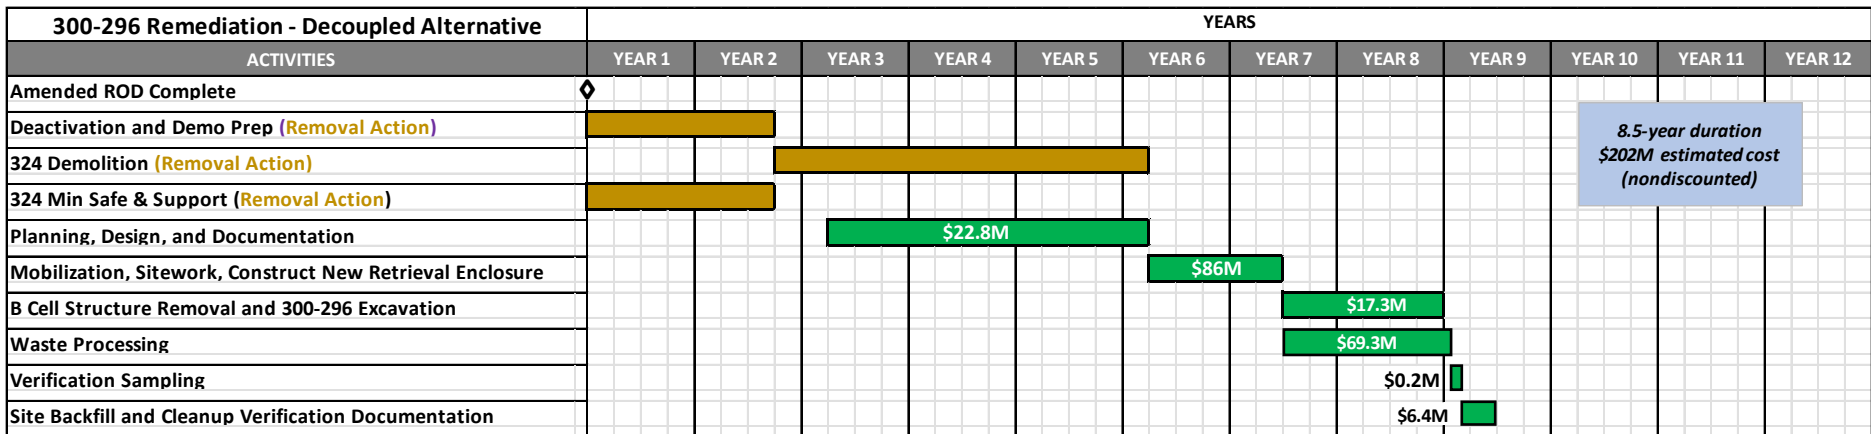 300-296 Remediation - Decoupled Alternative
YEARS
ACTIVITIES
YEAR 1
YEAR 2
YEAR 3
YEAR 4
YEAR 5
YEAR 6
YEAR 7
YEAR 8
YEAR 9
YEAR 10
YEAR 11
YEAR 12
Amended ROD Complete
Deactivation and Demo Prep (Removal Action)
324 Demolition (Removal Action)
324 Min Safe & Support (Removal Action)
Planning, Design, and Documentation
$22.8M
Mobilization, Sitework, Construct New Retrieval Enclosure
$86M
B Cell Structure Removal and 300-296 Excavation
$17.3M
Waste Processing
$69.3M
Verification Sampling
$0.2M
Site Backfill and Cleanup Verification Documentation
$6.4M
8.5-year duration
$202M estimated cost
(nondiscounted)